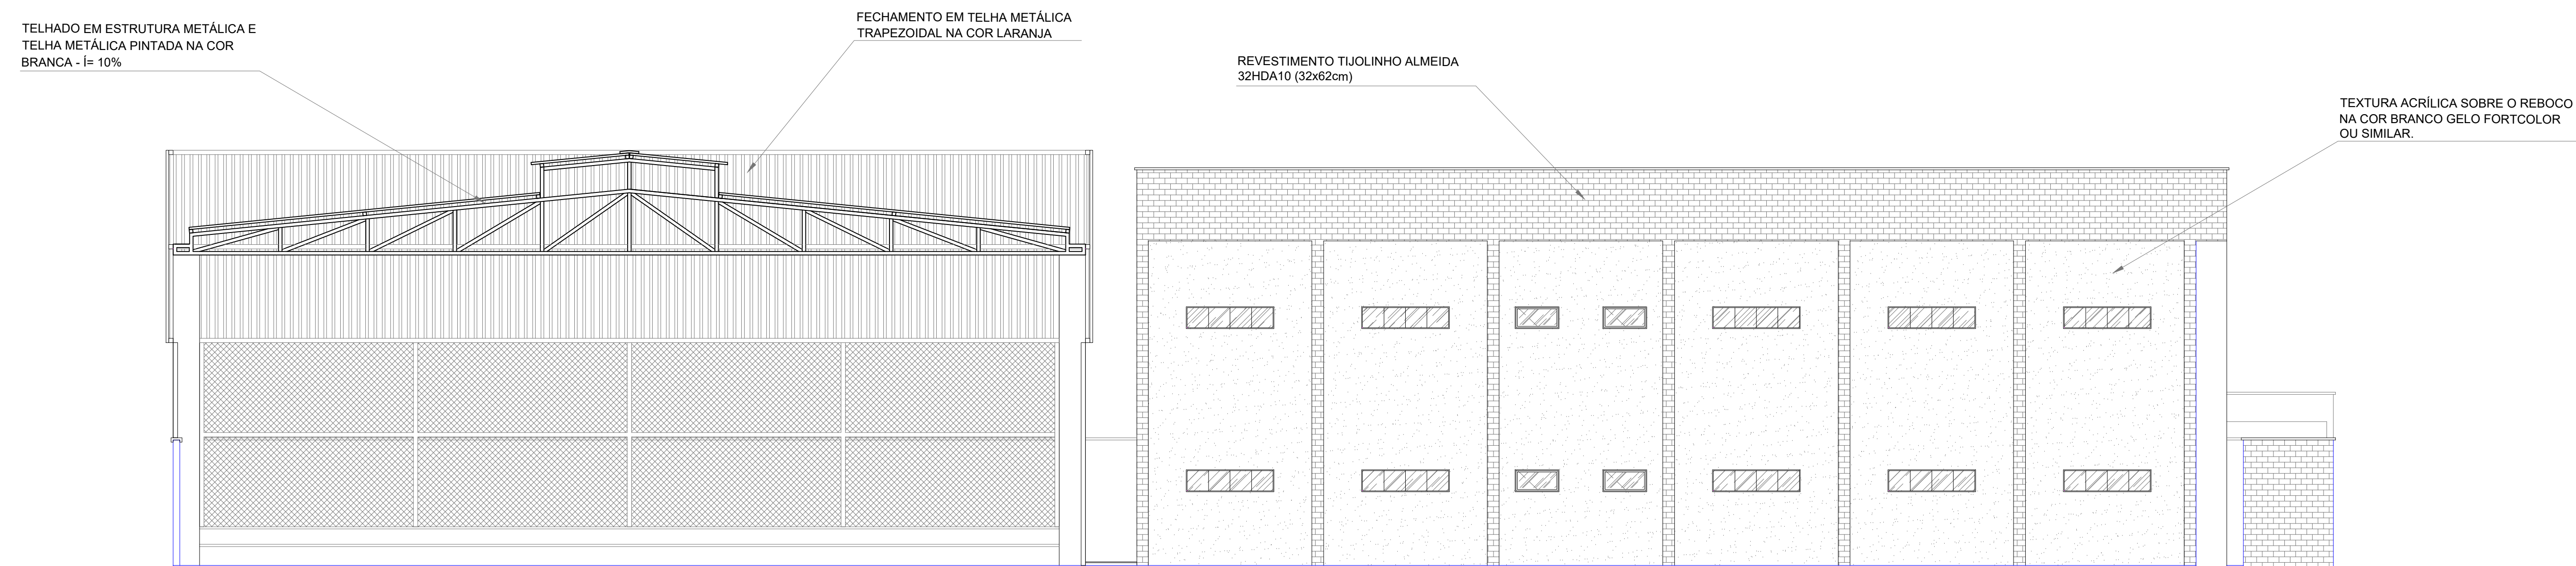 TELHADO EM ESTRUTURA METÁLICA E
TELHA METÁLICA PINTADA NA COR
BRANCA - Í= 10%
FECHAMENTO EM TELHA METÁLICA
TRAPEZOIDAL NA COR LARANJA
REVESTIMENTO TIJOLINHO ALMEIDA
32HDA10 (32x62cm)
TEXTURA ACRÍLICA SOBRE O REBOCO
NA COR BRANCO GELO FORTCOLOR
OU SIMILAR.